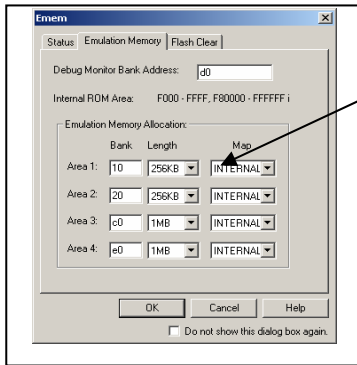 Emem
Status Emulation Memory Flash Clear
Debug Monitor Bank Address: d0
Internal ROM Area: F000 - FFFF, F80000 - FFFFFF i
Emulation Memory Allocation:
Bank Length Map
Area 1: 10 256KB INTERNAL
Area 2: 20 256KB INTERNAL
Area 3: c0 1MB INTERNAL
Area 4: e0 1MB INTERNAL
OK Cancel Help
Do not show this dialog box again.